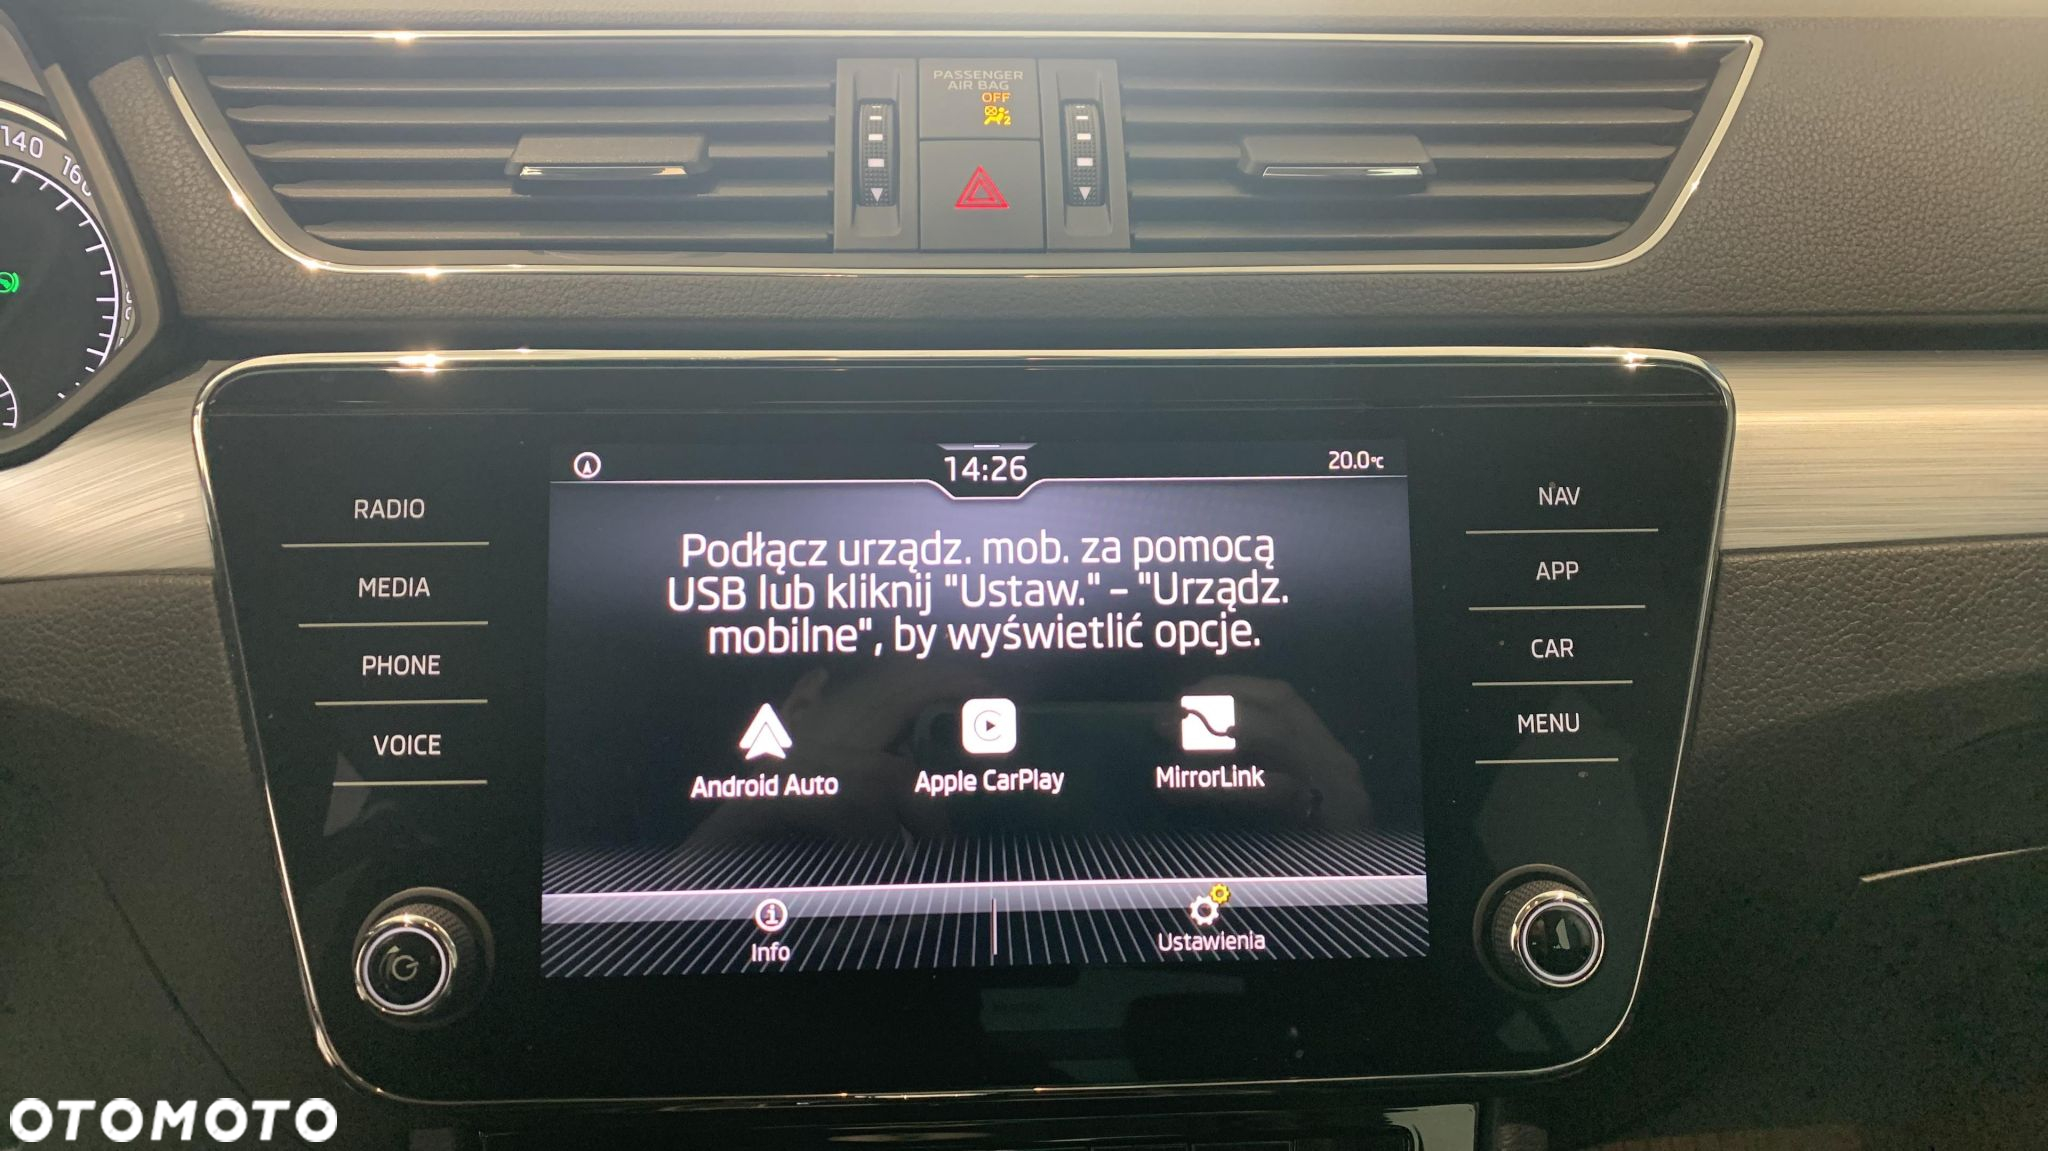 PASSENGER
AIR BAG
OFF
2
140
160
14:26
20.0°C
RADIO
MEDIA
PHONE
VOICE
Podłącz urządz. mob. za pomocą
USB lub kliknij "Ustaw." – "Urządz.
mobilne", by wyświetlić opcje.
Android Auto
Apple CarPlay
MirrorLink
Info
Ustawienia
NAV
APP
CAR
MENU
OTOMOTO